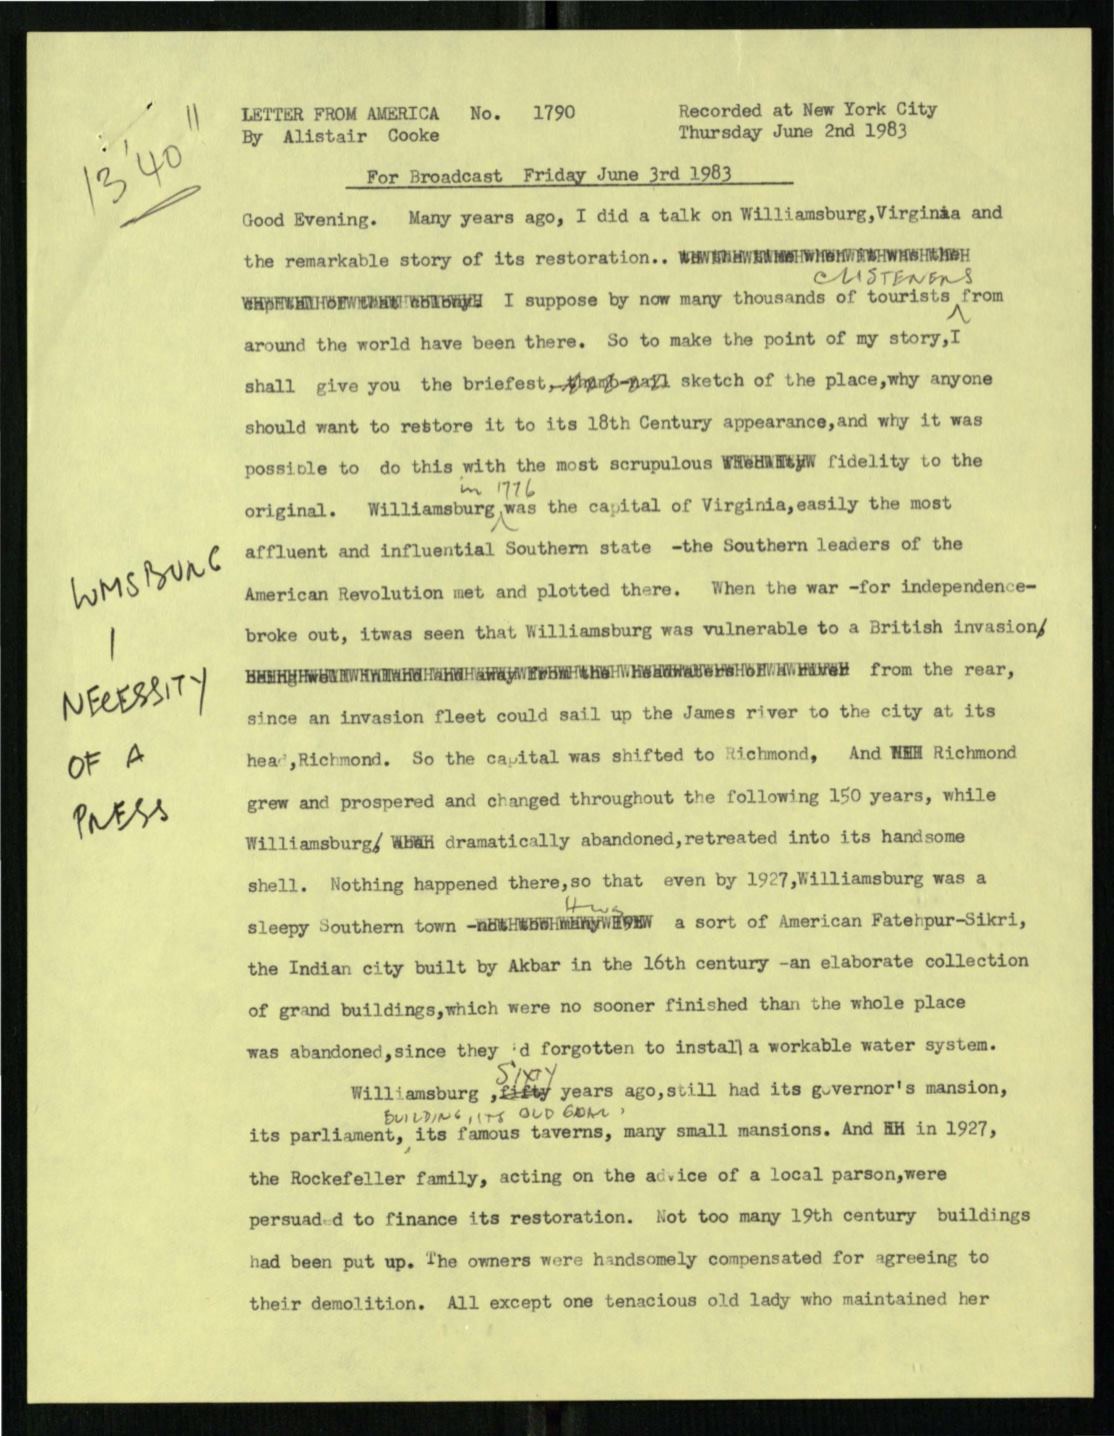 13' 40"
LETTER FROM AMERICA No. 1790 Recorded at New York City
By Alistair Cooke Thursday June 2nd 1983
For Broadcast Friday June 3rd 1983
Good Evening. Many years ago, I did a talk on Williamsburg,Virginia and
the remarkable story of its restoration..
LISTENERS
I suppose by now many thousands of tourists from
around the world have been there. So to make the point of my story,I
shall give you the briefest, thumb-nail sketch of the place,why anyone
should want to restore it to its 18th Century appearance,and why it was
possible to do this with the most scrupulous fidelity to the
in 1776
original. Williamsburg was the capital of Virginia,easily the most
affluent and influential Southern state -the Southern leaders of the
American Revolution met and plotted there. When the war -for independence-
broke out, itwas seen that Williamsburg was vulnerable to a British invasion
from the rear,
since an invasion fleet could sail up the James river to the city at its
head,Richmond. So the capital was shifted to Richmond, And Richmond
grew and prospered and changed throughout the following 150 years, while
Williamsburg, dramatically abandoned,retreated into its handsome
shell. Nothing happened there,so that even by 1927,Williamsburg was a
sleepy Southern town - a sort of American Fatehpur-Sikri,
the Indian city built by Akbar in the 16th century -an elaborate collection
of grand buildings,which were no sooner finished than the whole place
was abandoned,since they 'd forgotten to install a workable water system.
SIXTY
Williamsburg ,fifty years ago,still had its governor's mansion,
BUILDING, ITS OLD GAOL,
its parliament, its famous taverns, many small mansions. And in 1927,
the Rockefeller family, acting on the advice of a local parson,were
persuaded to finance its restoration. Not too many 19th century buildings
had been put up. The owners were handsomely compensated for agreeing to
their demolition. All except one tenacious old lady who maintained her
WMSBURG
|
NECESSITY
OF A
PRESS